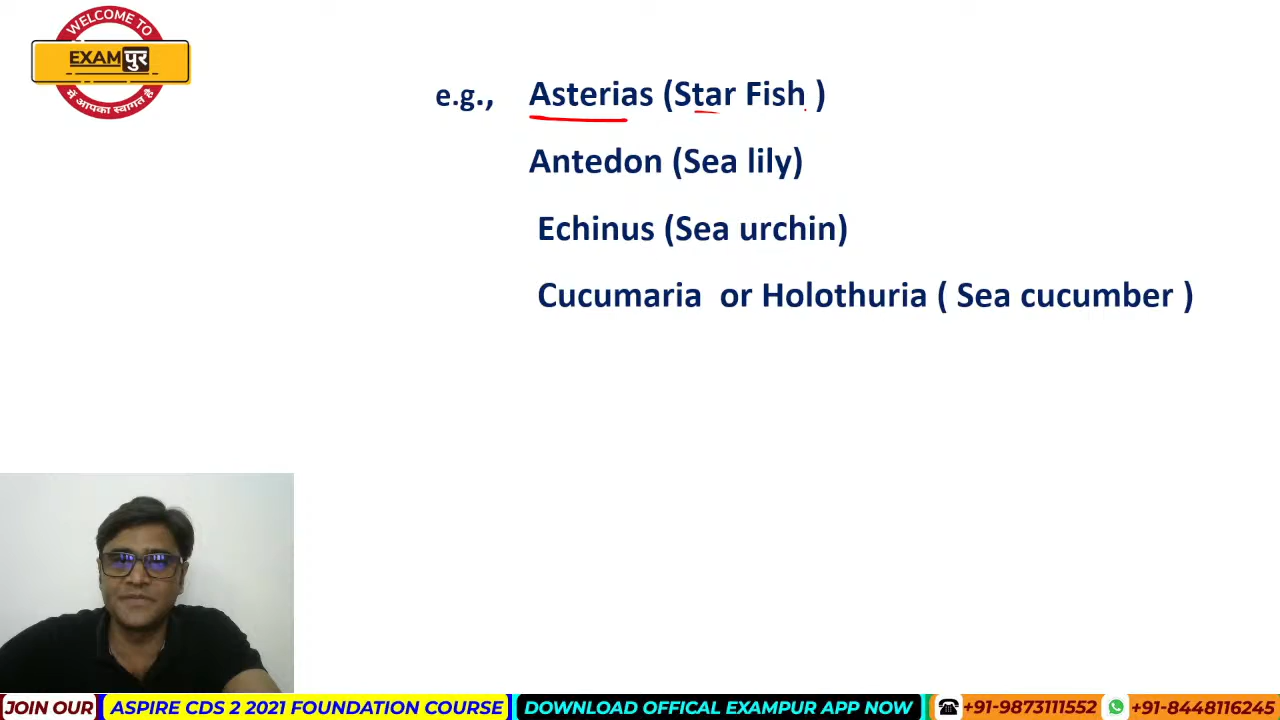 WELCOME TO
EXAMपुर
में आपका स्वागत है
e.g., Asterias (Star Fish )
Antedon (Sea lily)
Echinus (Sea urchin)
Cucumaria or Holothuria ( Sea cucumber )
JOIN OUR ASPIRE CDS 2 2021 FOUNDATION COURSE DOWNLOAD OFFICAL EXAMPUR APP NOW +91-9873111552 +91-8448116245